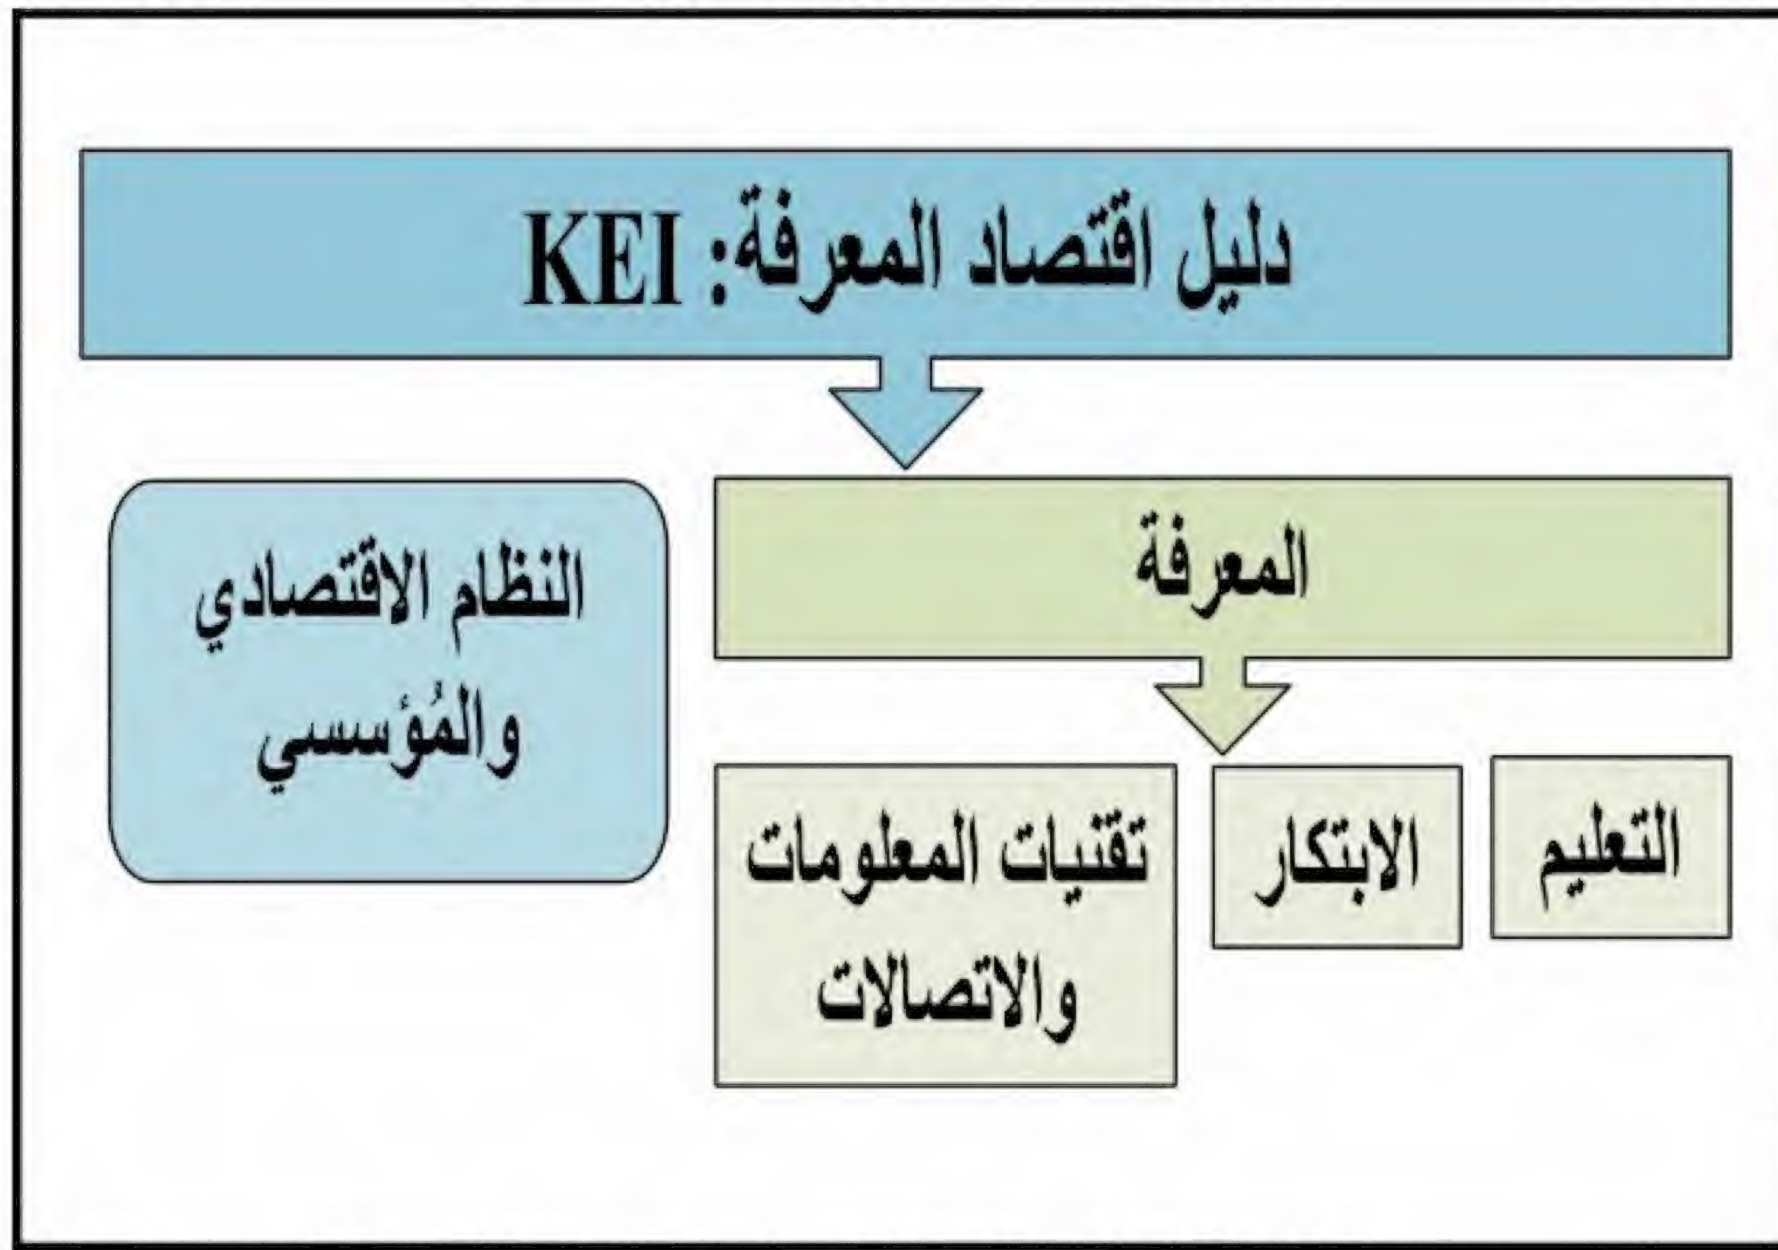 دليل اقتصاد المعرفة: KEI
المعرفة
النظام الاقتصادي
والمُؤسسي
التعليم
الابتكار
تقنيات المعلومات
والاتصالات